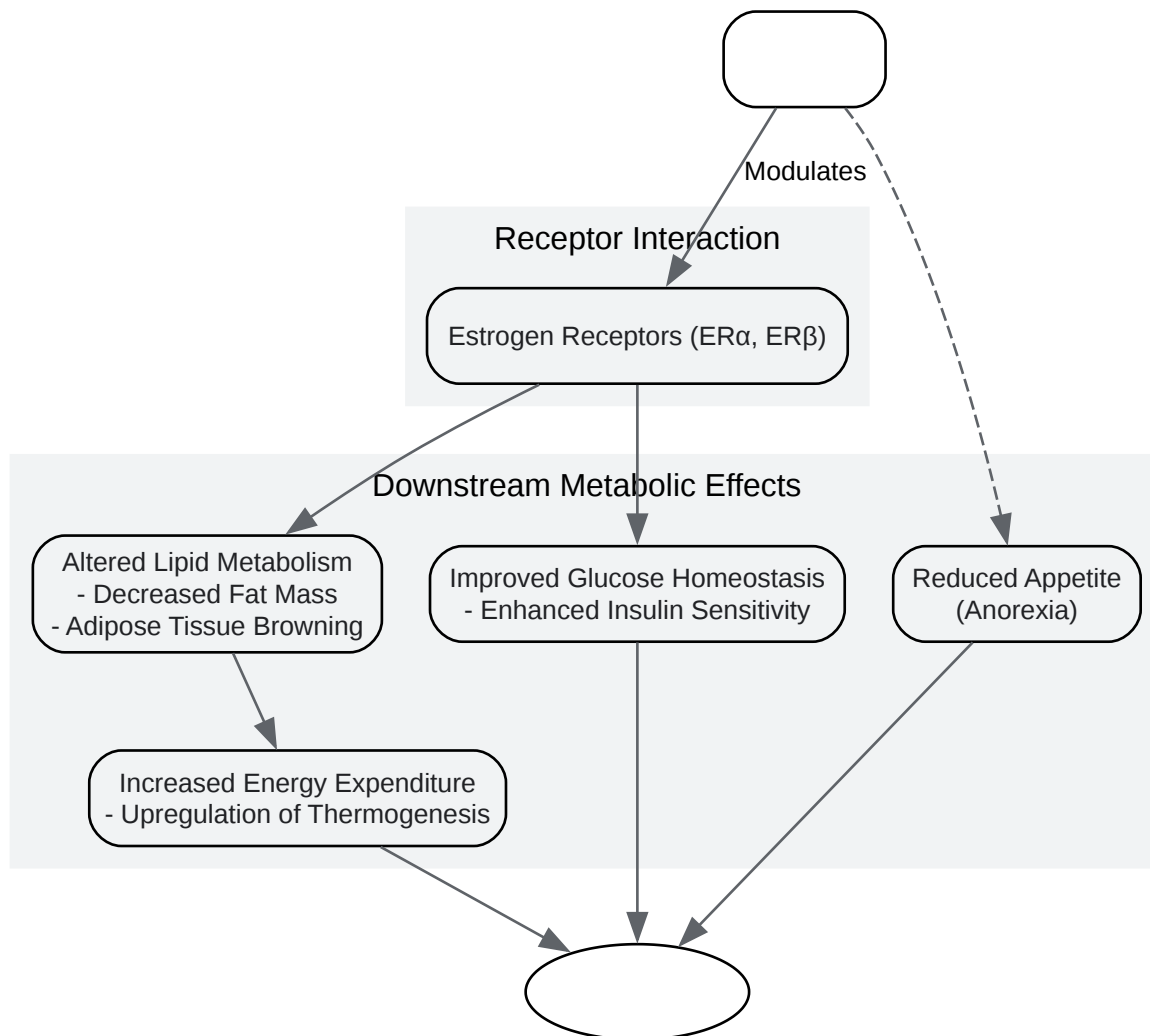 Modulates
Receptor Interaction
Estrogen Receptors (ERα, ERβ)
Downstream Metabolic Effects
Altered Lipid Metabolism
- Decreased Fat Mass
- Adipose Tissue Browning
Improved Glucose Homeostasis
- Enhanced Insulin Sensitivity
Reduced Appetite
(Anorexia)
Increased Energy Expenditure
- Upregulation of Thermogenesis